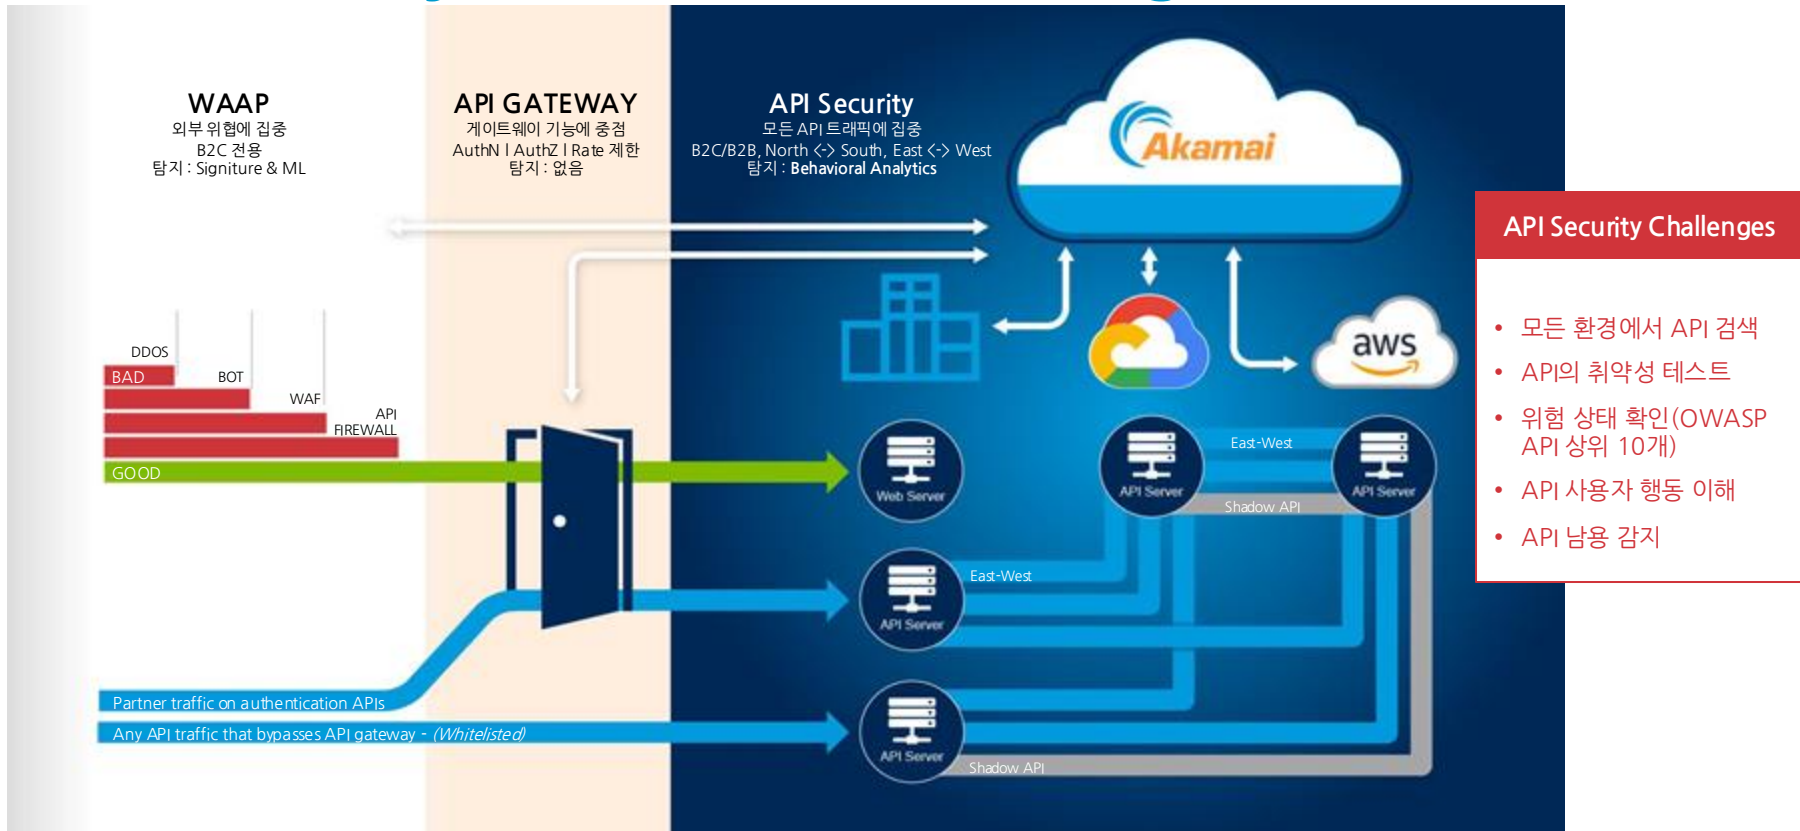 WAAP
외부 위협에 집중
B2C 전용
탐지 : Signiture & ML
API GATEWAY
게이트웨이 기능에 중점
AuthN l AuthZ l Rate 제한
탐지 : 없음
API Security
모든 API 트래픽에 집중
B2C/B2B, North <-> South, East <-> West
탐지 : Behavioral Analytics
Akamai
aws
API Security Challenges
• 모든 환경에서 API 검색
• API의 취약성 테스트
• 위험 상태 확인(OWASP
API 상위 10개)
• API 사용자 행동 이해
• API 남용 감지
DDOS
BAD
BOT
WAF
API
FIREWALL
GOOD
Web Server
API Server
East-West
API Server
Shadow API
API Server
East-West
Partner traffic on authentication APIs
Any API traffic that bypasses API gateway - (Whitelisted)
API Server
Shadow API